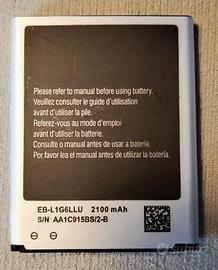 Please refer to manual before using battery.
Veuillez consulter le guide d'utilisation
avant d'utiliser la pile.
Referez-vous au mode d'emploi
avant d'utiliser la batterie.
Consulte o manual antes de usar a bateria.
Por favor lea el manual antes de utilizar la batería.
EB-L1G6LLU 2100 mAh
S/N AA1C915BS/2-B